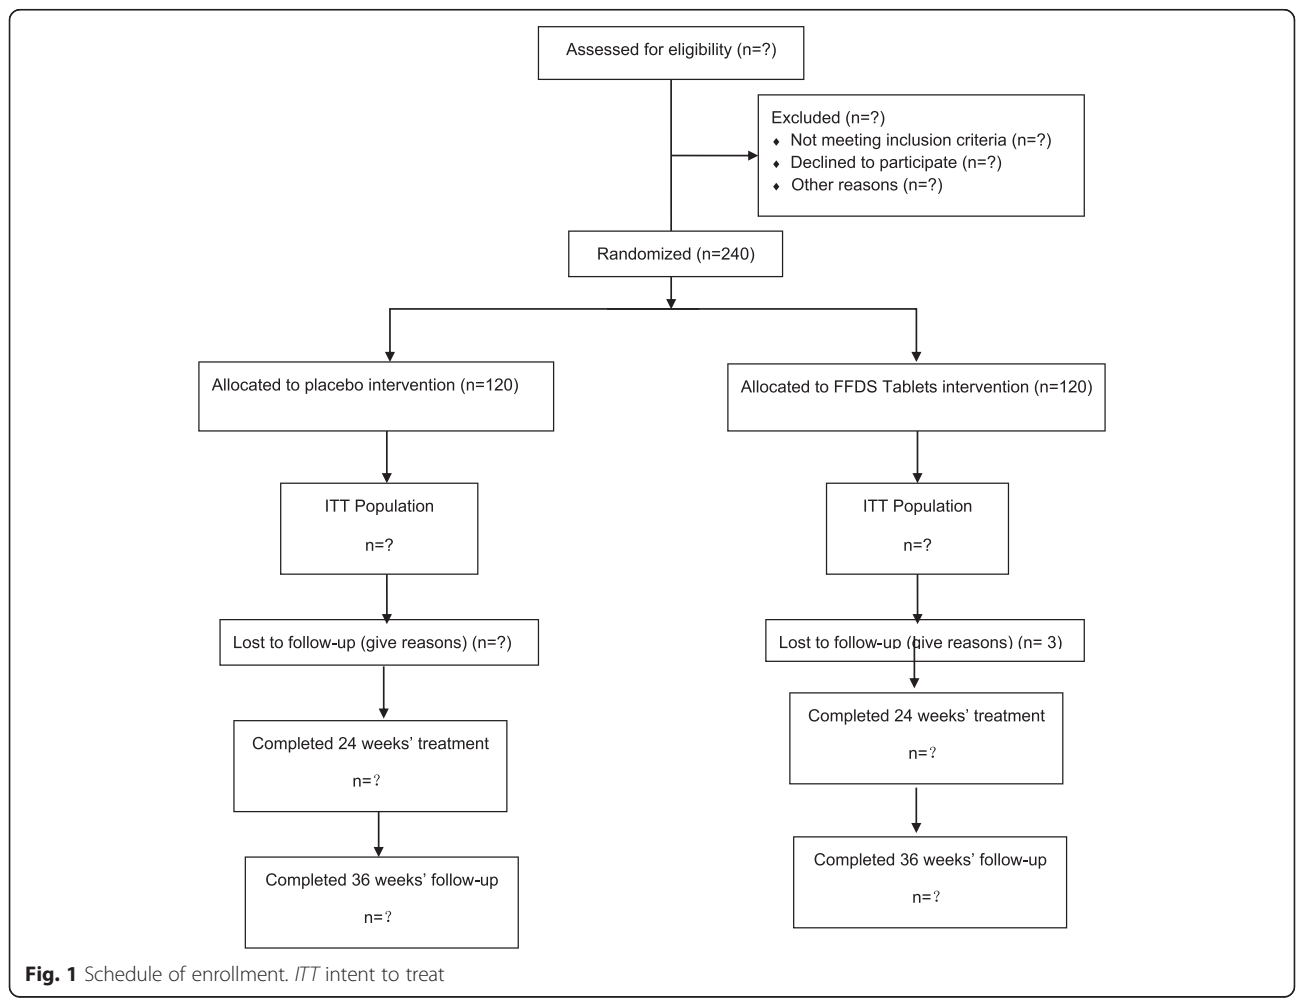 Assessed for eligibility (n=?)
Excluded (n=?)
♦ Not meeting inclusion criteria (n=?)
♦ Declined to participate (n=?)
♦ Other reasons (n=?)
Randomized (n=240)
Allocated to placebo intervention (n=120)
Allocated to FFDS Tablets intervention (n=120)
ITT Population
n=?
ITT Population
n=?
Lost to follow-up (give reasons) (n=?)
Lost to follow-up (give reasons) (n= 3)
Completed 24 weeks’ treatment
n=?
Completed 24 weeks’ treatment
n=?
Completed 36 weeks’ follow-up
n=?
Completed 36 weeks’ follow-up
n=?
Fig. 1 Schedule of enrollment. ITT intent to treat